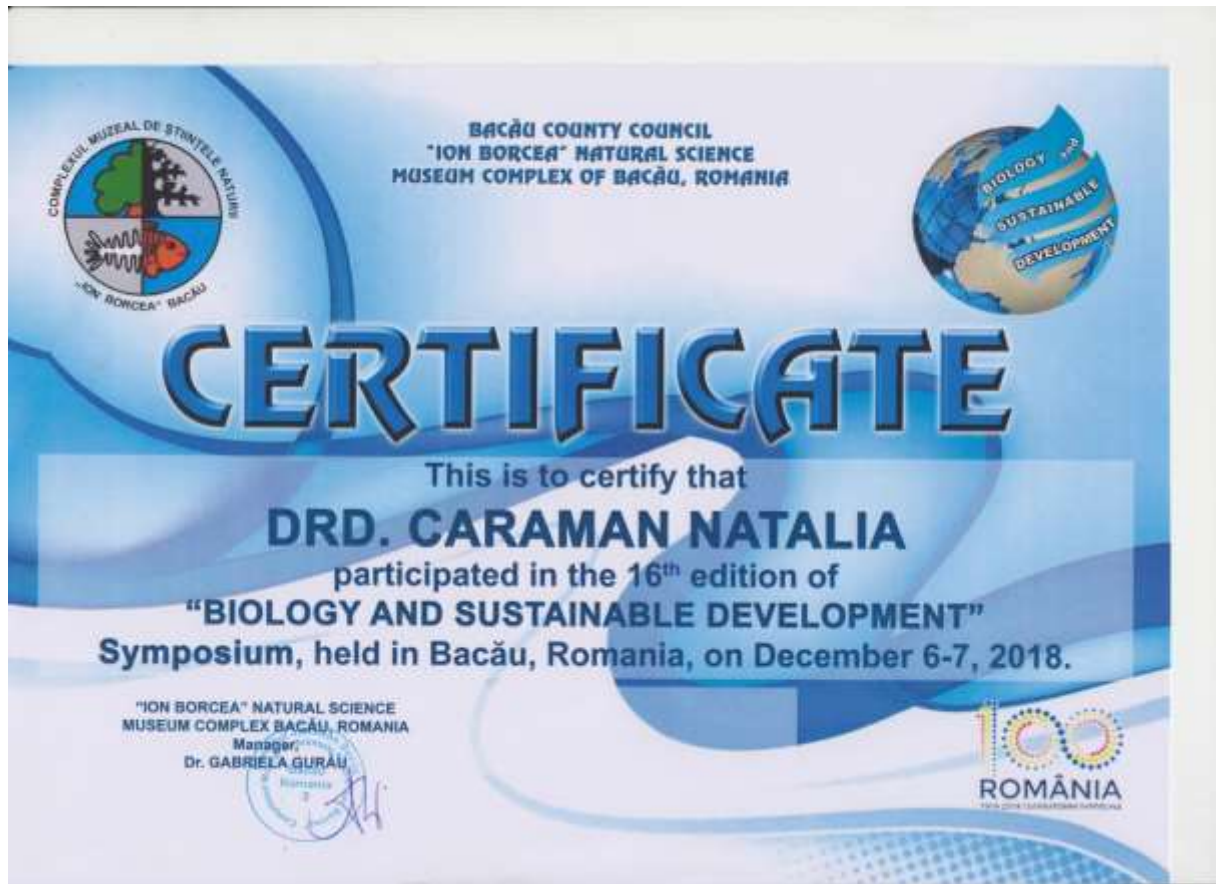 BACĂU COUNTY COUNCIL
"ION BORCEA" NATURAL SCIENCE
MUSEUM COMPLEX OF BACĂU, ROMANIA
COMPLEXUL MUZEAL DE ŞTIINŢELE NATURII
„ION BORCEA" BACĂU
BIOLOGY and
SUSTAINABLE
DEVELOPMENT
CERTIFICATE
This is to certify that
DRD. CARAMAN NATALIA
participated in the 16th edition of
“BIOLOGY AND SUSTAINABLE DEVELOPMENT”
Symposium, held in Bacău, Romania, on December 6-7, 2018.
"ION BORCEA" NATURAL SCIENCE
MUSEUM COMPLEX BACĂU, ROMANIA
Manager,
Dr. GABRIELA GURĂU
Romania
2
100
ROMÂNIA